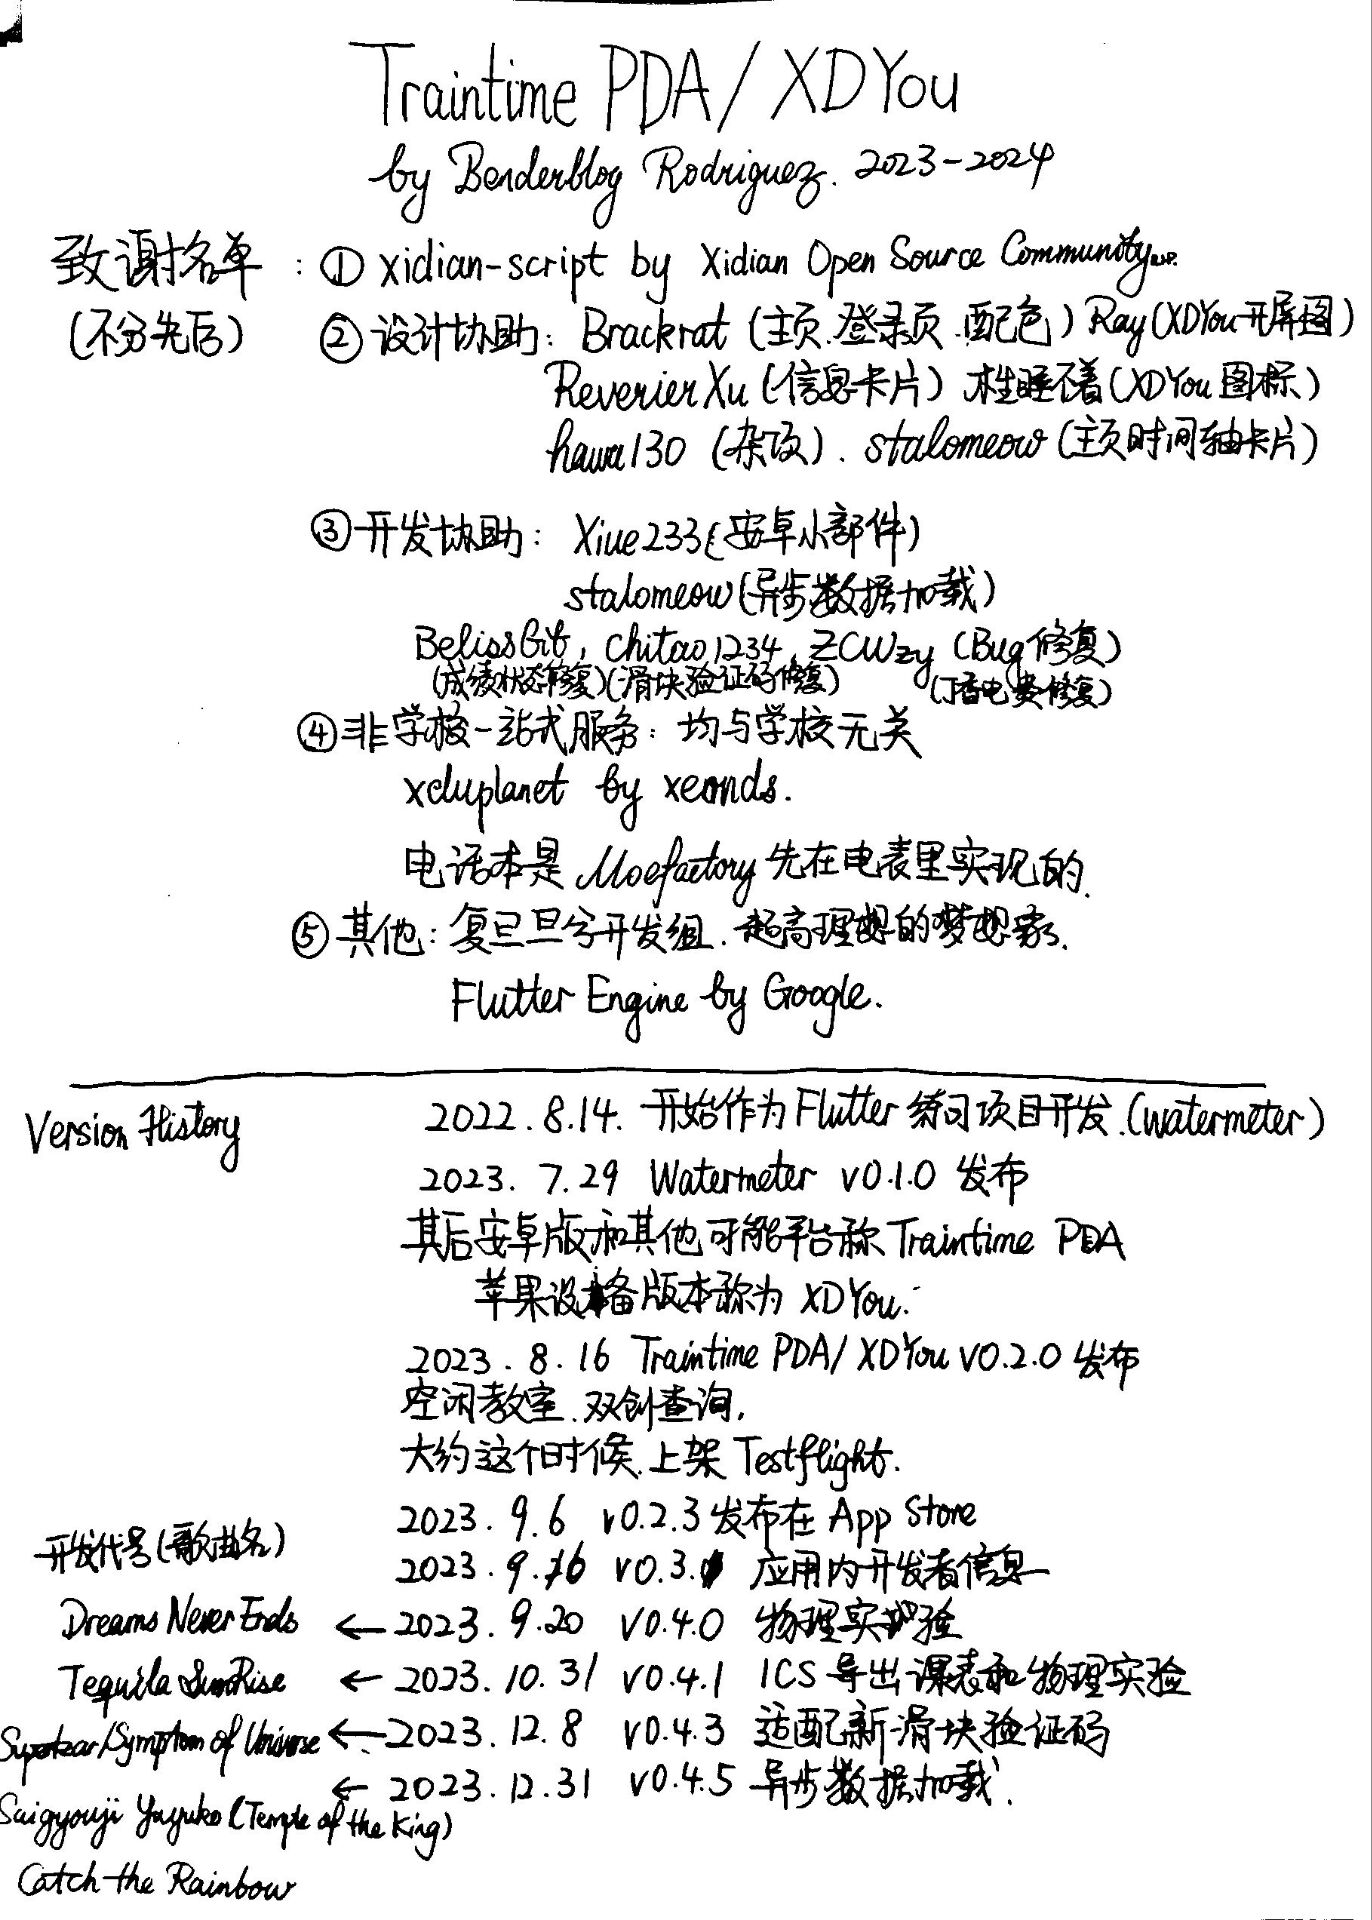 Traintime PDA / XDYou
by Benderblog Rodriguez. 2023-2024
致谢名单: ① xidian-script by Xidian Open Source Community
(不分先后) ② 设计协助: Brackrat (主页.登录页.配色) Ray(XDYou开屏图)
ReverierXu (信息卡片) 性睡不着(XDYou图标)
hawa130 (杂项). stalomeow (主页时间轴卡片)
③ 开发协助: Xiue233(安卓小部件)
stalomeow(异步数据加载)
BelissGit, chitao1234, ZCWzy (Bug修复)
(成绩状态修复)(滑块验证码修复) (丁香电费修复)
④ 非学校一站式服务: 均与学校无关
xduplanet by xeonds.
电话本是 Moefactory 先在电表里实现的.
⑤ 其他: 复旦旦兮开发组. 超高理想的梦想家.
Flutter Engine by Google.
Version History 2022.8.14. 开始作为Flutter 练习项目开发.(watermeter)
2023. 7.29 Watermeter v0.1.0 发布
其后安卓版和其他可能平台称 Traintime PDA
苹果设备版本称为 XDYou.
2023.8.16 Traintime PDA/XDYou v0.2.0 发布
空闲教室.双创查询,
大约这个时候.上架 Testflight.
2023.9.6 v0.2.3 发布在 App Store
开发代号(歌曲名)
2023.9.16 v0.3. 应用内开发者信息
Dreams Never Ends ← 2023.9.20 v0.4.0 物理实验
Tequila SunRise ← 2023.10.31 v0.4.1 ICS导出课表和物理实验
Symptom of Universe ← 2023.12.8 v0.4.3 适配新滑块验证码
← 2023.12.31 v0.4.5 异步数据加载.
Saigyouji Yuyuko (Temple of the King)
Catch the Rainbow